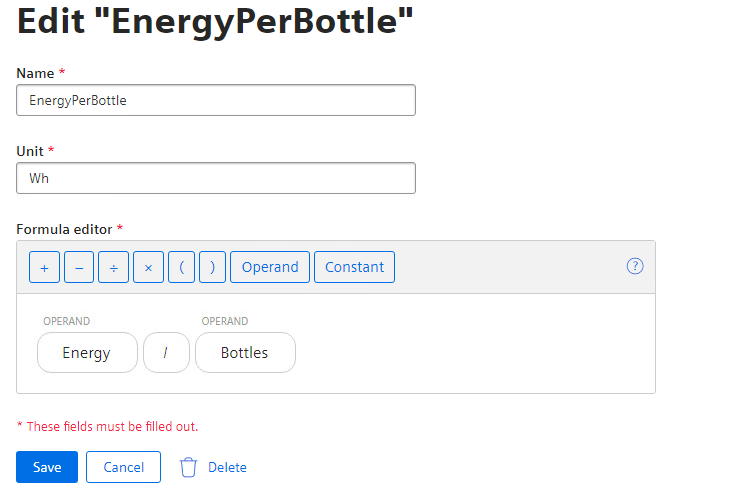 Edit "EnergyPerBottle"
Name *
EnergyPerBottle
Unit *
Wh
Formula editor *
+ − ÷ × ( ) Operand Constant ?
OPERAND OPERAND
Energy / Bottles
* These fields must be filled out.
Save Cancel Delete